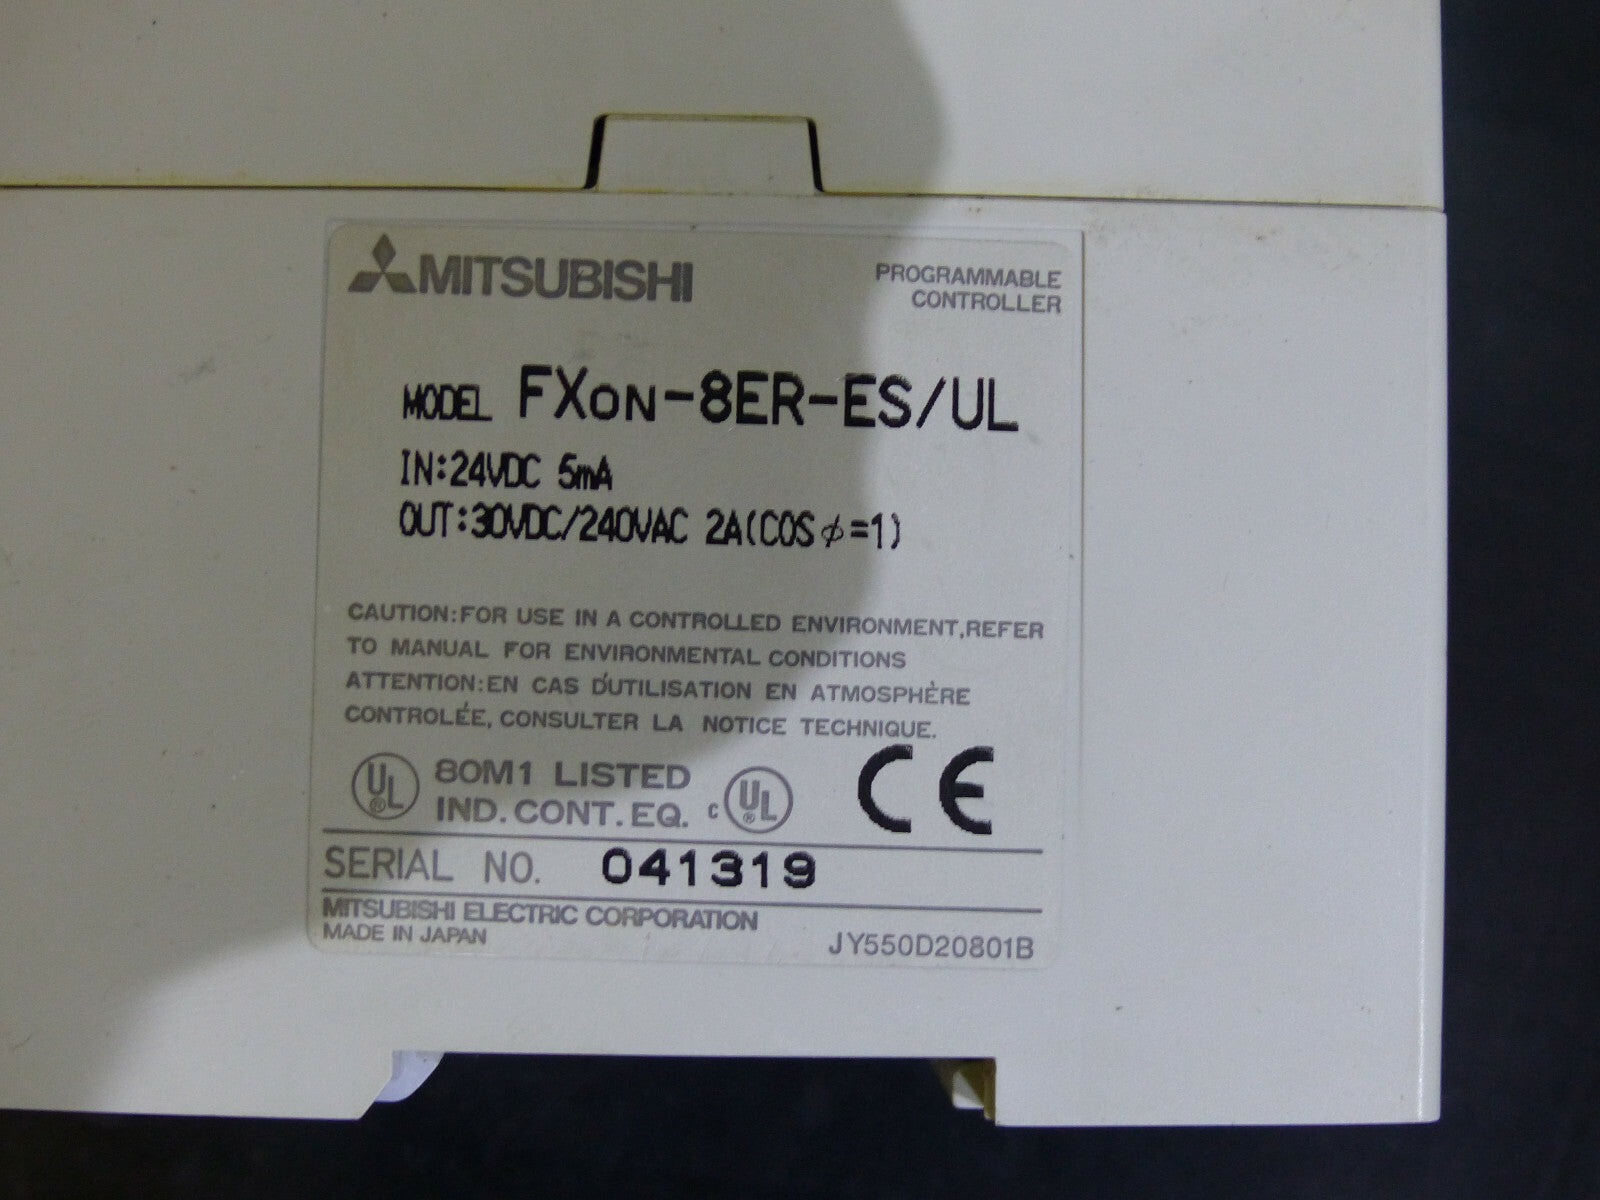 MITSUBISHI
PROGRAMMABLE
CONTROLLER
MODEL FX0N-8ER-ES/UL
IN:24VDC 5mA
OUT:30VDC/240VAC 2A(COS⌀=1)
CAUTION:FOR USE IN A CONTROLLED ENVIRONMENT,REFER
TO MANUAL FOR ENVIRONMENTAL CONDITIONS
ATTENTION:EN CAS D'UTILISATION EN ATMOSPHÈRE
CONTROLÉE, CONSULTER LA NOTICE TECHNIQUE.
UL® 80M1 LISTED
IND. CONT. EQ. c UL® CE
SERIAL NO. 041319
MITSUBISHI ELECTRIC CORPORATION
MADE IN JAPAN
JY550D20801B